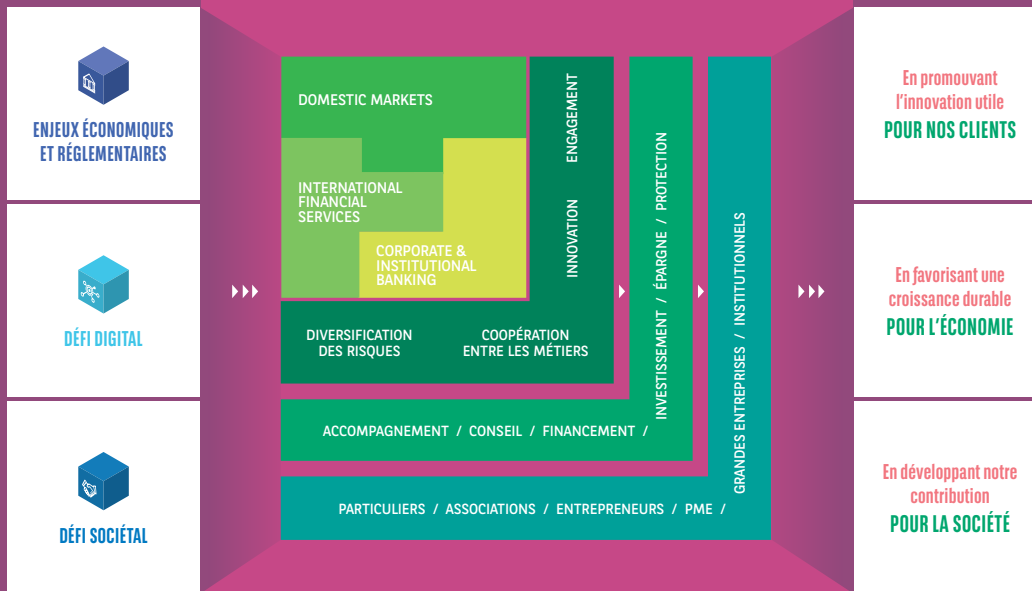 ENJEUX ÉCONOMIQUES
ET RÉGLEMENTAIRES
DÉFI DIGITAL
DÉFI SOCIÉTAL
DOMESTIC MARKETS
INTERNATIONAL
FINANCIAL
SERVICES
CORPORATE &
INSTITUTIONAL
BANKING
ENGAGEMENT
INNOVATION
DIVERSIFICATION
DES RISQUES
COOPÉRATION
ENTRE LES MÉTIERS
ACCOMPAGNEMENT / CONSEIL / FINANCEMENT /
INVESTISSEMENT / ÉPARGNE / PROTECTION
PARTICULIERS / ASSOCIATIONS / ENTREPRENEURS / PME /
GRANDES ENTREPRISES / INSTITUTIONNELS
En promouvant
l'innovation utile
POUR NOS CLIENTS
En favorisant une
croissance durable
POUR L'ÉCONOMIE
En développant notre
contribution
POUR LA SOCIÉTÉ